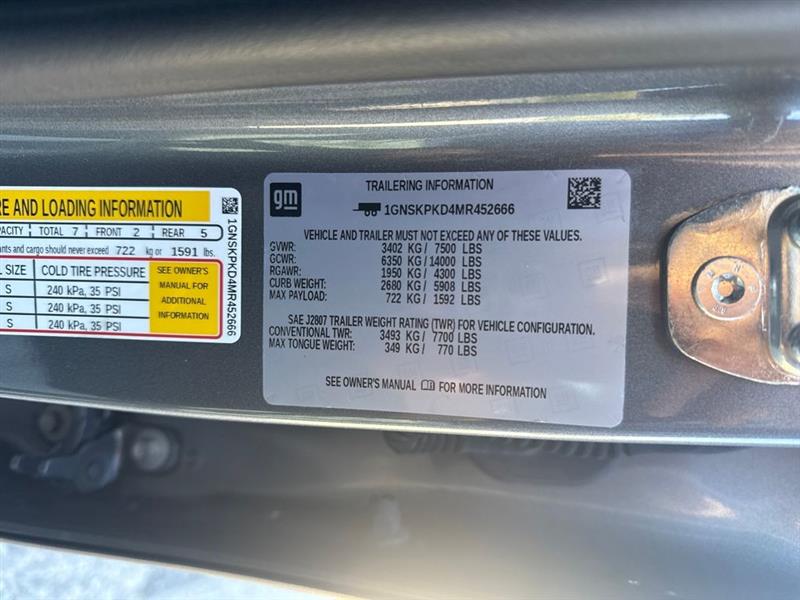 RE AND LOADING INFORMATION
PACITY TOTAL 7 FRONT 2 REAR 5
ants and cargo should never exceed 722 kg or 1591 lbs.
L SIZE COLD TIRE PRESSURE SEE OWNER'S MANUAL FOR ADDITIONAL INFORMATION
S 240 kPa, 35 PSI
S 240 kPa, 35 PSI
S 240 kPa, 35 PSI
1GNSKPKD4MR452666
gm
TRAILERING INFORMATION
1GNSKPKD4MR452666
VEHICLE AND TRAILER MUST NOT EXCEED ANY OF THESE VALUES.
GVWR: 3402 KG / 7500 LBS
GCWR: 6350 KG / 14000 LBS
RGAWR: 1950 KG / 4300 LBS
CURB WEIGHT: 2680 KG / 5908 LBS
MAX PAYLOAD: 722 KG / 1592 LBS
SAE J2807 TRAILER WEIGHT RATING (TWR) FOR VEHICLE CONFIGURATION.
CONVENTIONAL TWR: 3493 KG / 7700 LBS
MAX TONGUE WEIGHT: 349 KG / 770 LBS
SEE OWNER'S MANUAL FOR MORE INFORMATION